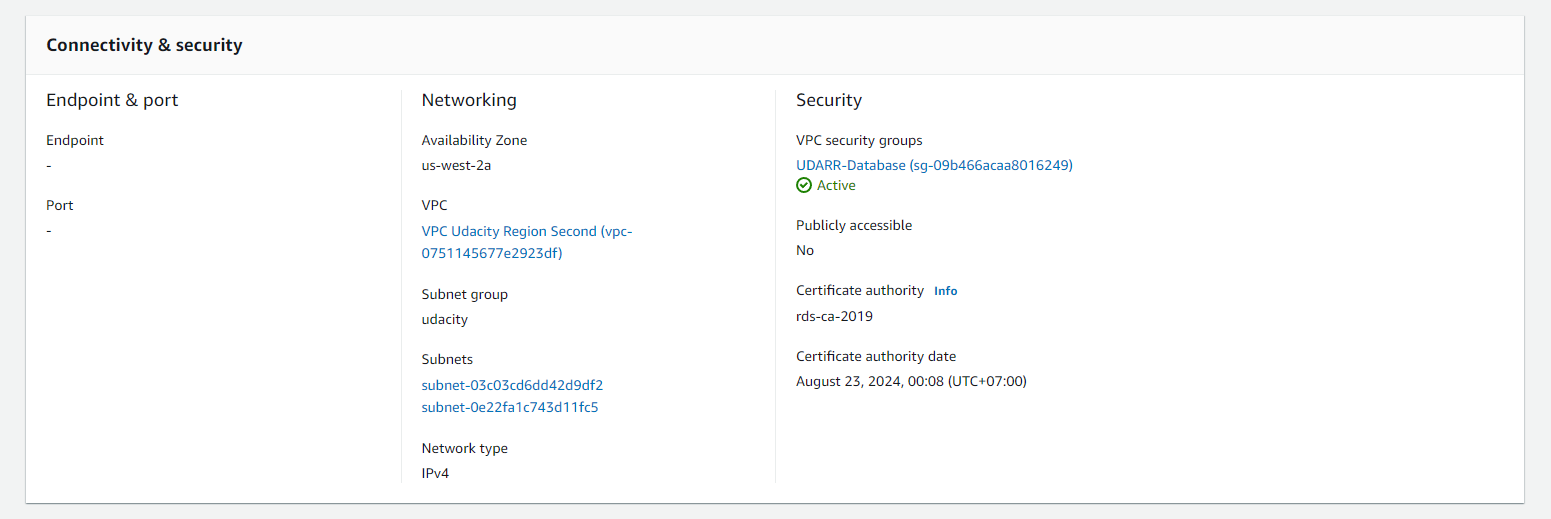 Connectivity & security
Endpoint & port
Endpoint
-
Port
-
Networking
Availability Zone
us-west-2a
VPC
VPC Udacity Region Second (vpc-
0751145677e2923df)
Subnet group
udacity
Subnets
subnet-03c03cd6dd42d9df2
subnet-0e22fa1c743d11fc5
Network type
IPv4
Security
VPC security groups
UDARR-Database (sg-09b466acaa8016249)
Active
Publicly accessible
No
Certificate authority Info
rds-ca-2019
Certificate authority date
August 23, 2024, 00:08 (UTC+07:00)